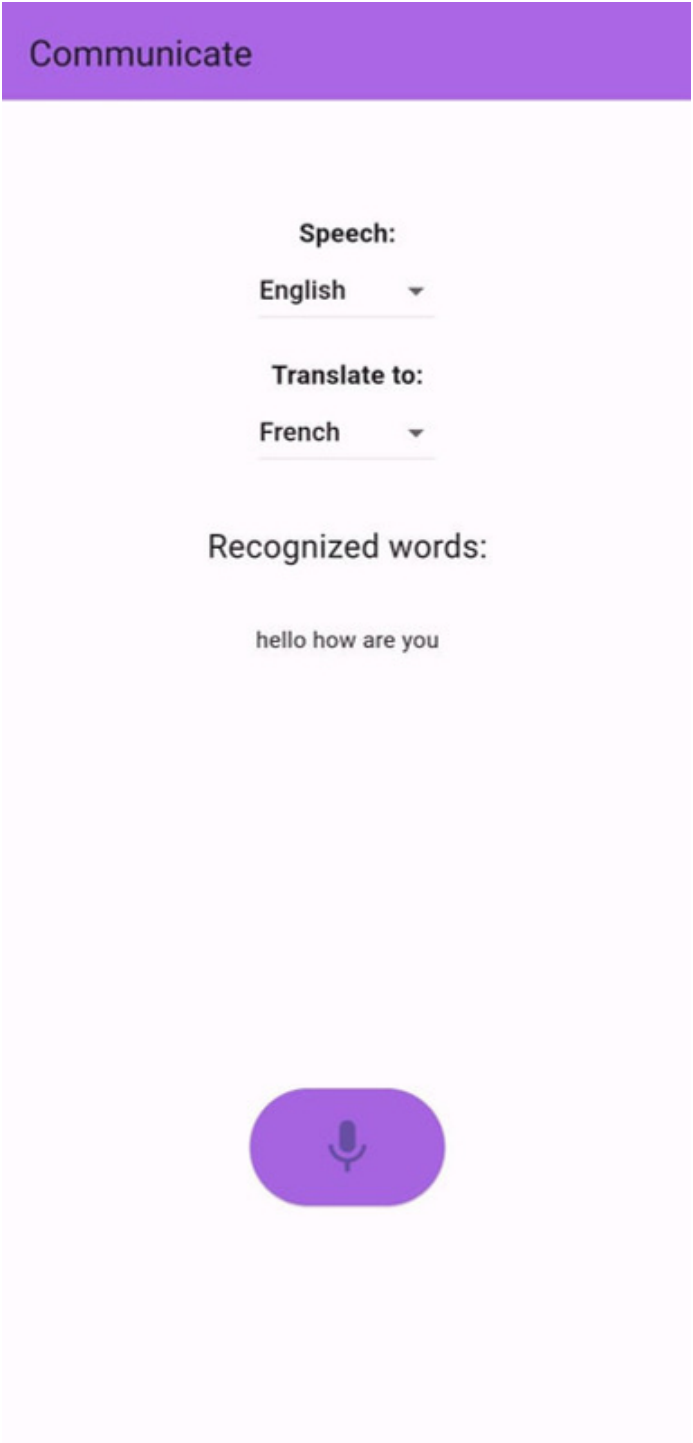 Communicate
Speech:
English
Translate to:
French
Recognized words:
hello how are you